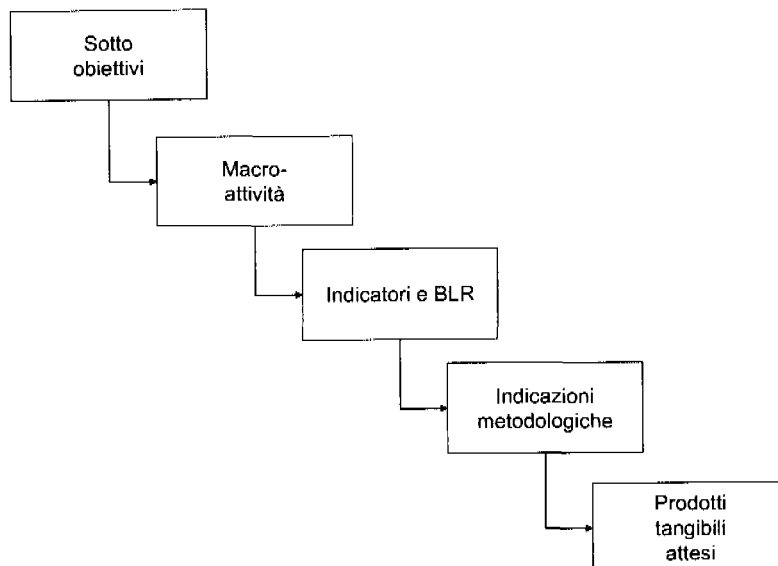 Sotto
obiettivi
Macro-
attività
Indicatori e BLR
Indicazioni
metodologiche
Prodotti
tangibili
attesi